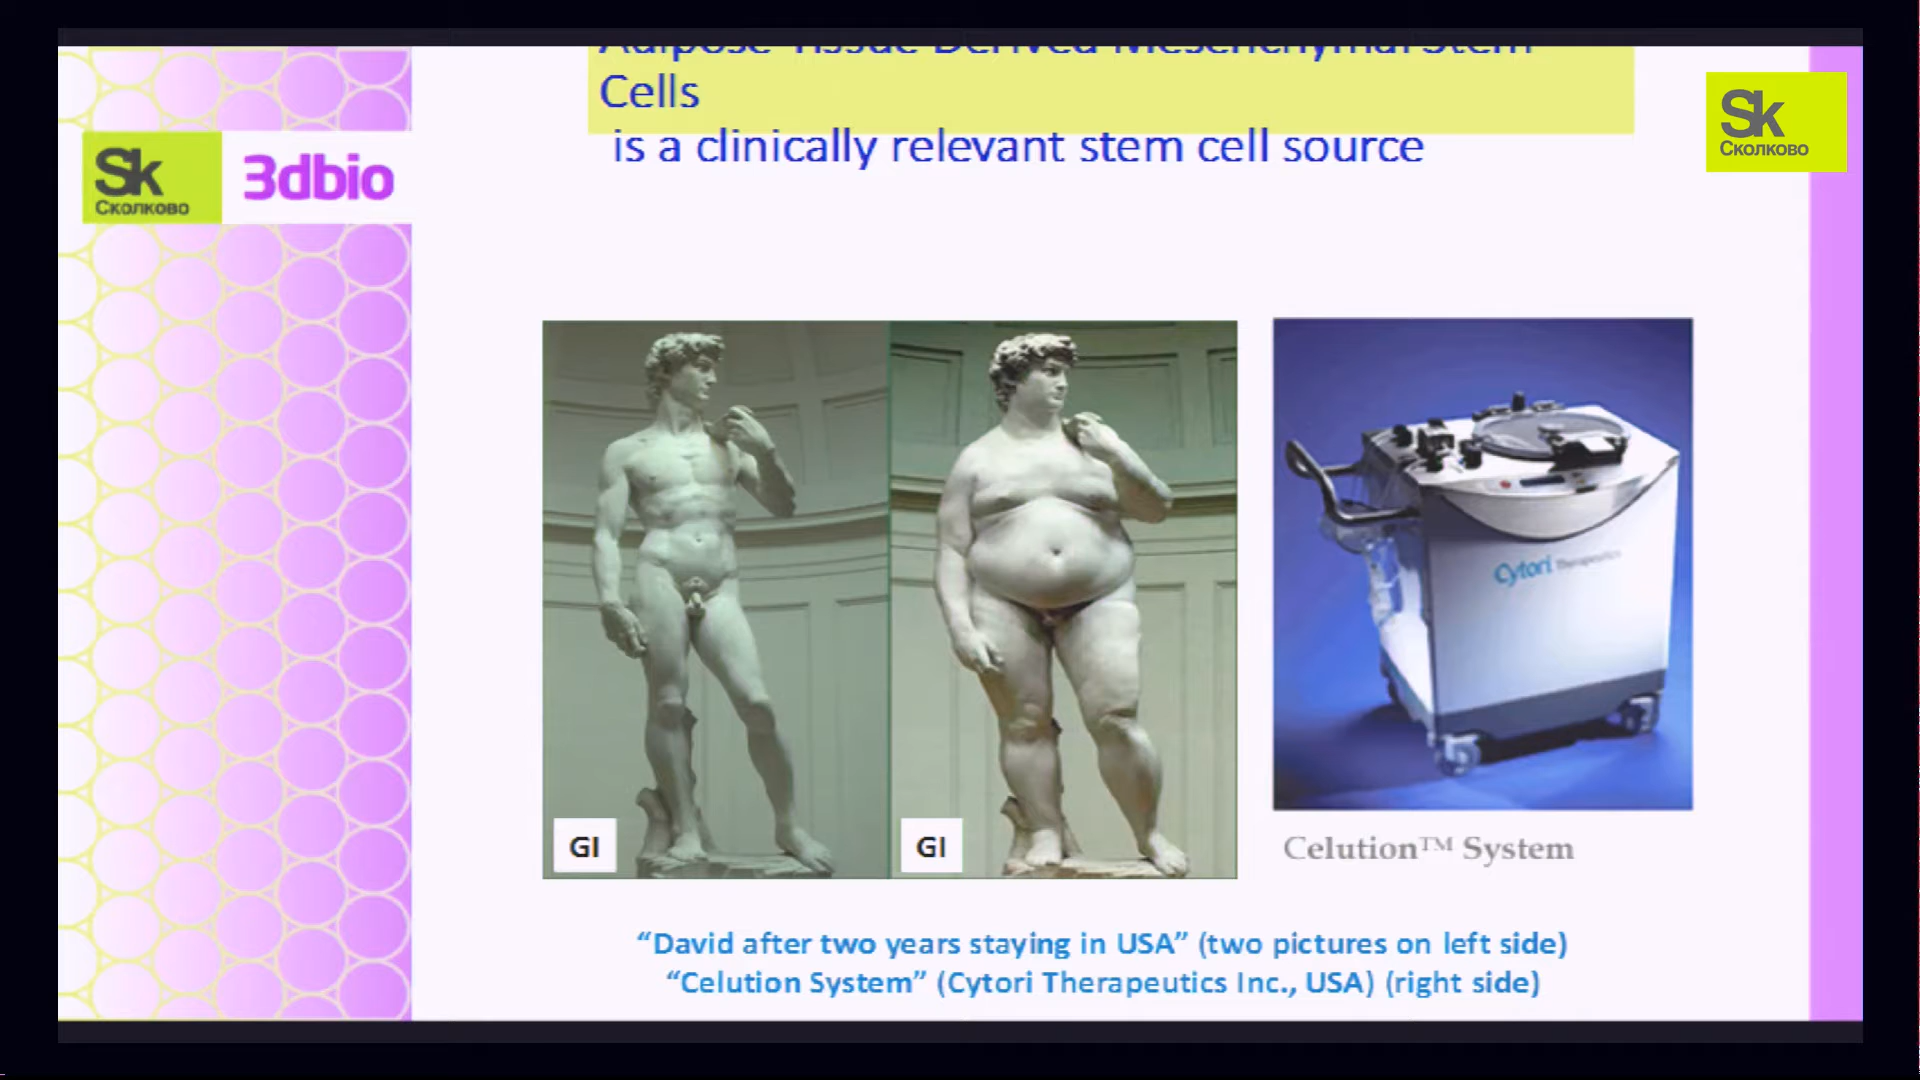 Adipose Tissue Derived Mesenchymal Stem
Cells
is a clinically relevant stem cell source
Sk
Сколково
3dbio
Sk
Сколково
Cytori Therapeutics
GI
GI
Celution™ System
“David after two years staying in USA” (two pictures on left side)
“Celution System” (Cytori Therapeutics Inc., USA) (right side)